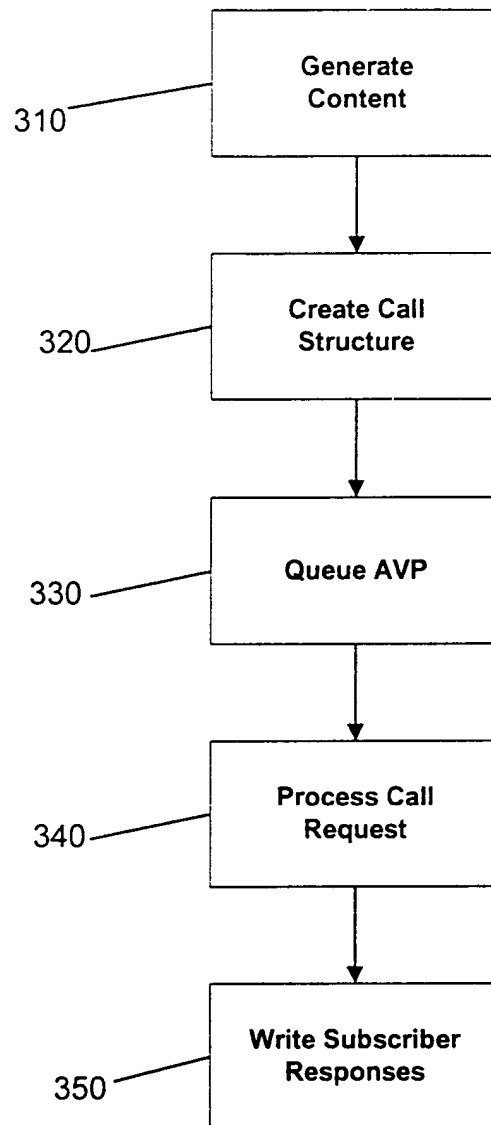 Generate
Content
310
Create Call
Structure
320
Queue AVP
330
Process Call
Request
340
Write Subscriber
Responses
350